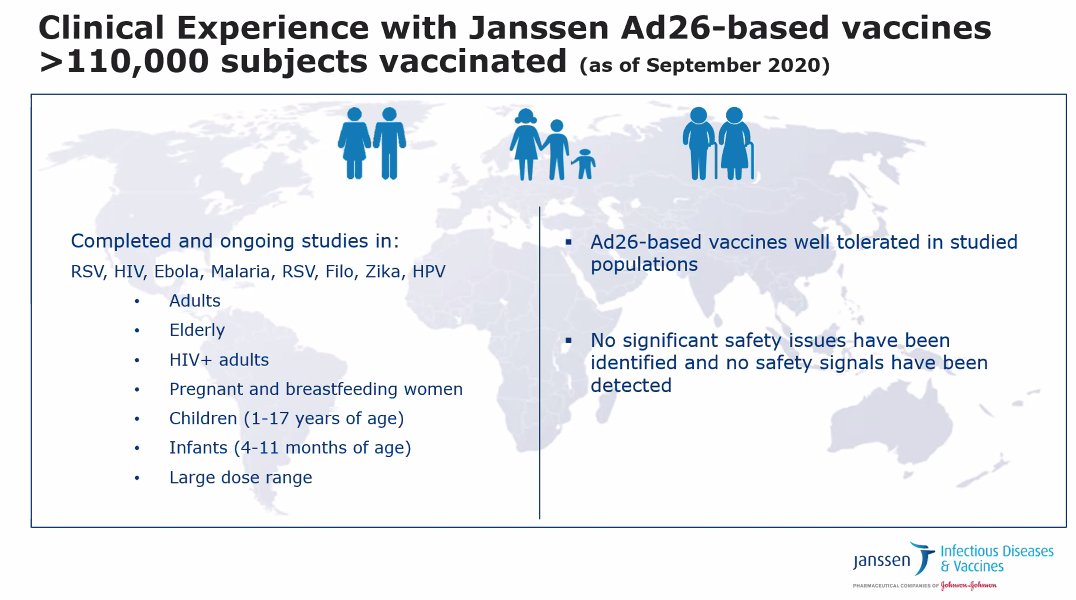 Clinical Experience with Janssen Ad26-based vaccines
>110,000 subjects vaccinated (as of September 2020)
Completed and ongoing studies in:
RSV, HIV, Ebola, Malaria, RSV, Filo, Zika, HPV
• Adults
• Elderly
• HIV+ adults
• Pregnant and breastfeeding women
• Children (1-17 years of age)
• Infants (4-11 months of age)
• Large dose range
▪ Ad26-based vaccines well tolerated in studied
populations
▪ No significant safety issues have been
identified and no safety signals have been
detected
janssen Infectious Diseases
& Vaccines
PHARMACEUTICAL COMPANIES OF Johnson & Johnson